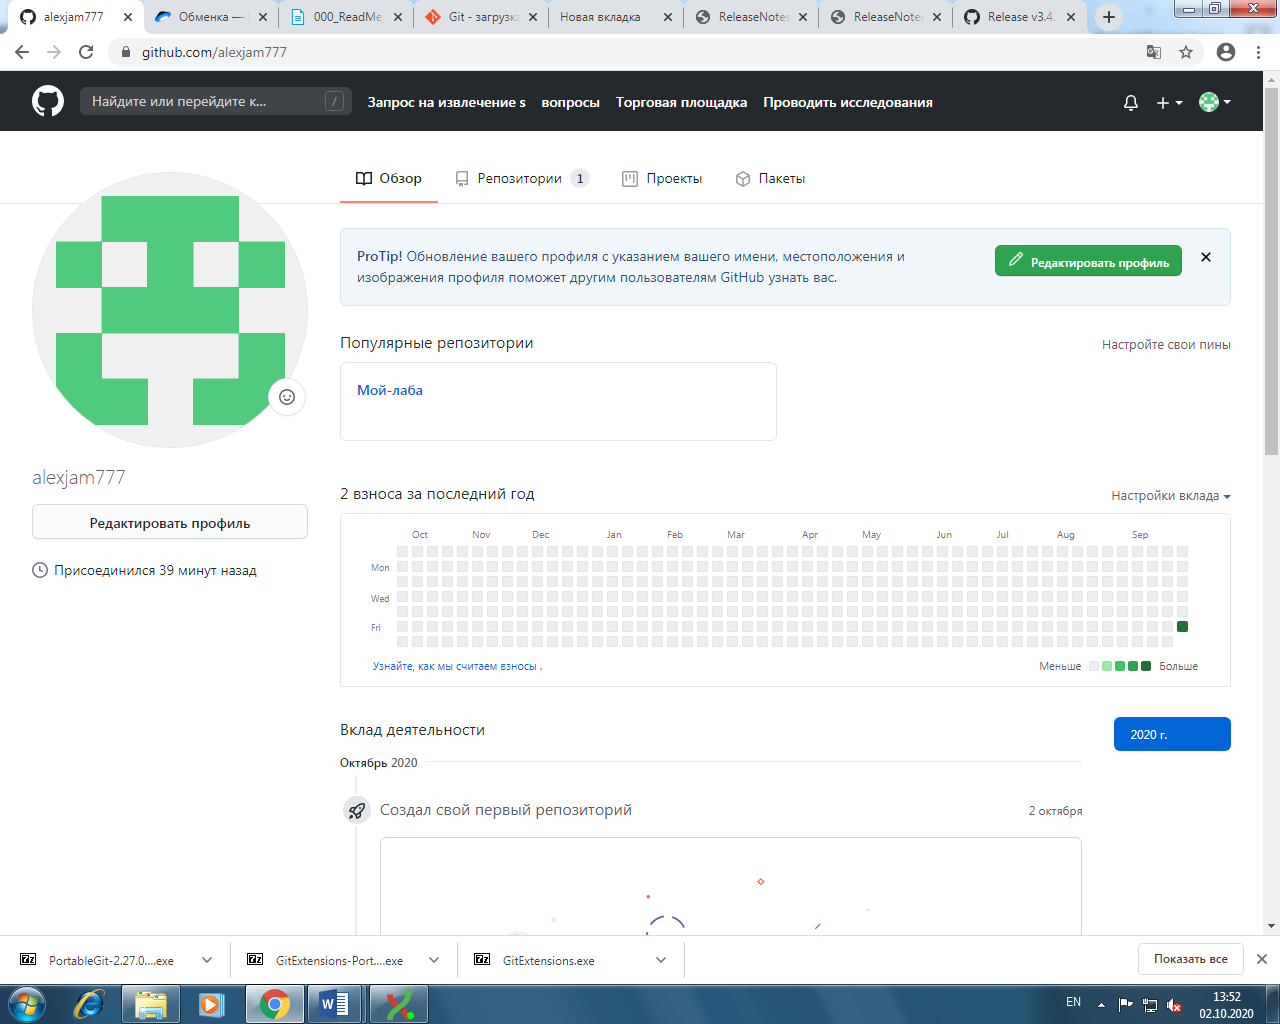 alexjam777
Обменка —
000_ReadMe
Git - загрузка
Новая вкладка
ReleaseNotes
ReleaseNotes
Release v3.4.
github.com/alexjam777
Найдите или перейдите к... /
Запрос на извлечение s вопросы Торговая площадка Проводить исследования
Обзор Репозитории 1 Проекты Пакеты
ProTip! Обновление вашего профиля с указанием вашего имени, местоположения и
изображения профиля поможет другим пользователям GitHub узнать вас.
Редактировать профиль
Популярные репозитории
Настройте свои пины
Мой-лаба
alexjam777
Редактировать профиль
Присоединился 39 минут назад
2 взноса за последний год
Настройки вклада
Oct Nov Dec Jan Feb Mar Apr May Jun Jul Aug Sep
Mon
Wed
Fri
Узнайте, как мы считаем взносы .
Меньше Больше
Вклад деятельности
2020 г.
Октябрь 2020
Создал свой первый репозиторий
2 октября
PortableGit-2.27.0....exe
GitExtensions-Port....exe
GitExtensions.exe
Показать все
EN
13:52
02.10.2020